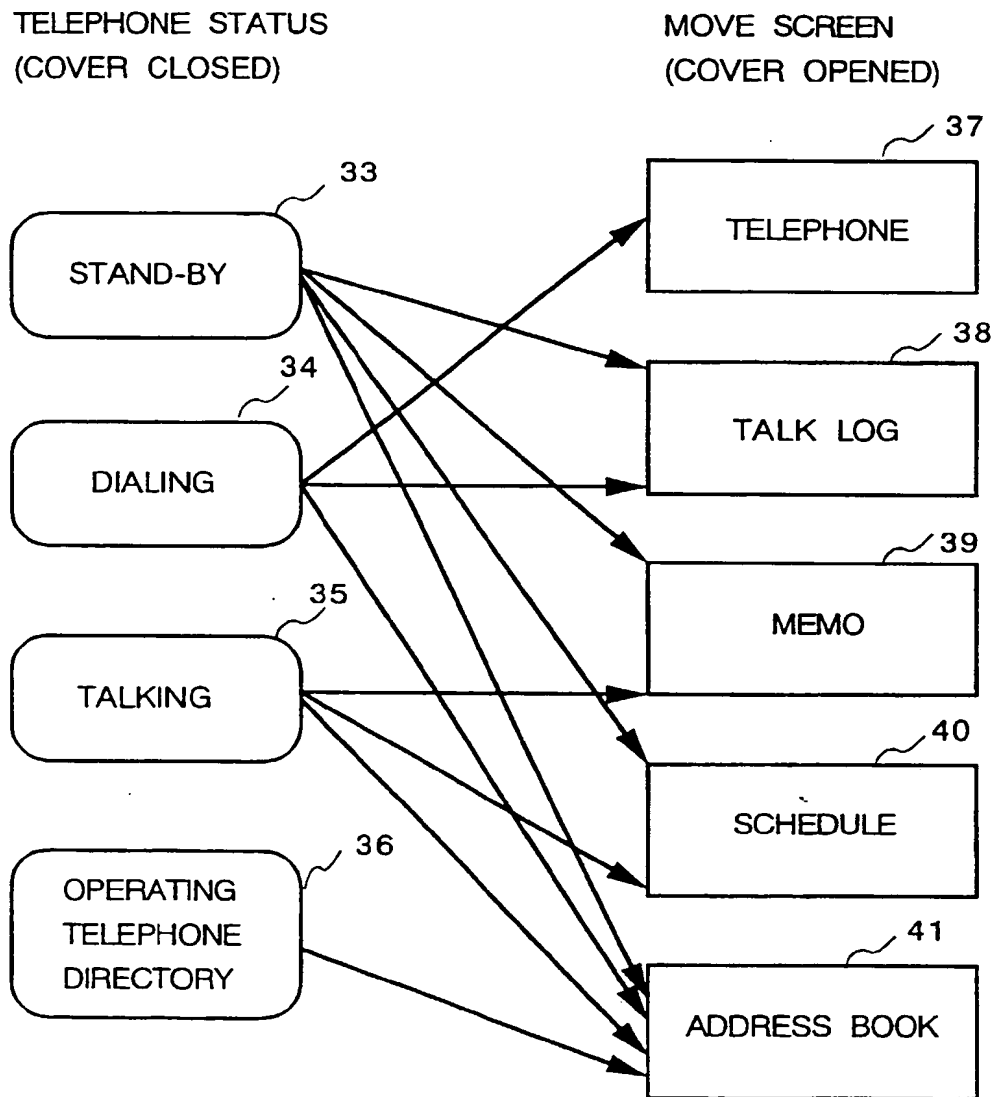 TELEPHONE STATUS
(COVER CLOSED)
MOVE SCREEN
(COVER OPENED)
33
STAND-BY
34
DIALING
35
TALKING
36
OPERATING
TELEPHONE
DIRECTORY
37
TELEPHONE
38
TALK LOG
39
MEMO
40
SCHEDULE
41
ADDRESS BOOK